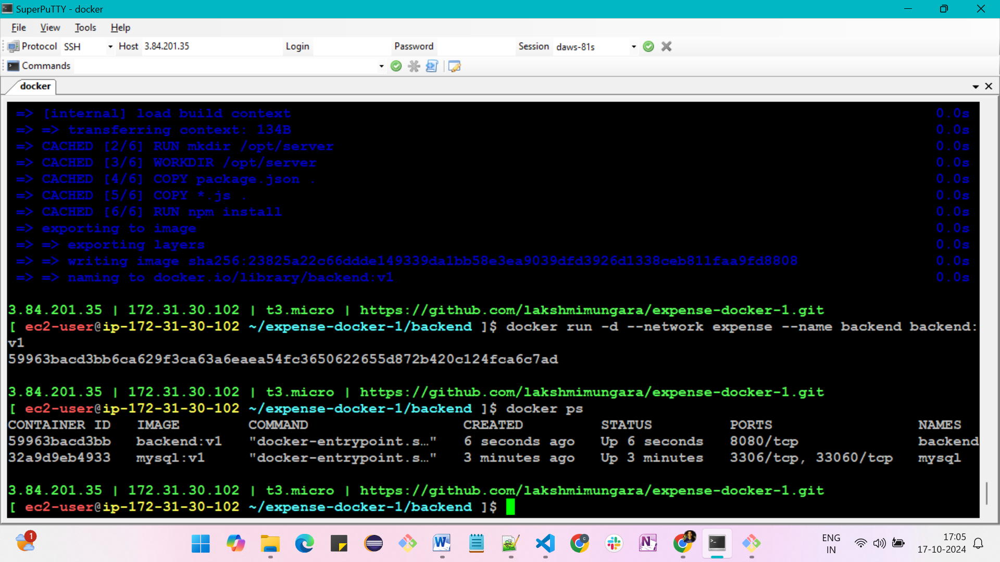 SuperPuTTY - docker
File View Tools Help
Protocol SSH Host 3.84.201.35 Login Password Session daws-81s
Commands
docker
=> [internal] load build context 0.0s
=> => transferring context: 134B 0.0s
=> CACHED [2/6] RUN mkdir /opt/server 0.0s
=> CACHED [3/6] WORKDIR /opt/server 0.0s
=> CACHED [4/6] COPY package.json . 0.0s
=> CACHED [5/6] COPY *.js . 0.0s
=> CACHED [6/6] RUN npm install 0.0s
=> exporting to image 0.0s
=> => exporting layers 0.0s
=> => writing image sha256:23825a22c66ddde149339da1bb58e3ea9039dfd3926d1338ceb811faa9fd8808 0.0s
=> => naming to docker.io/library/backend:v1 0.0s
3.84.201.35 | 172.31.30.102 | t3.micro | https://github.com/lakshmimungara/expense-docker-1.git
[ ec2-user@ip-172-31-30-102 ~/expense-docker-1/backend ]$ docker run -d --network expense --name backend backend:
v1
59963bacd3bb6ca629f3ca63a6eaea54fc3650622655d872b420c124fca6c7ad
3.84.201.35 | 172.31.30.102 | t3.micro | https://github.com/lakshmimungara/expense-docker-1.git
[ ec2-user@ip-172-31-30-102 ~/expense-docker-1/backend ]$ docker ps
CONTAINER ID IMAGE COMMAND CREATED STATUS PORTS NAMES
59963bacd3bb backend:v1 "docker-entrypoint.s…" 6 seconds ago Up 6 seconds 8080/tcp backend
32a9d9eb4933 mysql:v1 "docker-entrypoint.s…" 3 minutes ago Up 3 minutes 3306/tcp, 33060/tcp mysql
3.84.201.35 | 172.31.30.102 | t3.micro | https://github.com/lakshmimungara/expense-docker-1.git
[ ec2-user@ip-172-31-30-102 ~/expense-docker-1/backend ]$
1
ENG
IN
17:05
17-10-2024